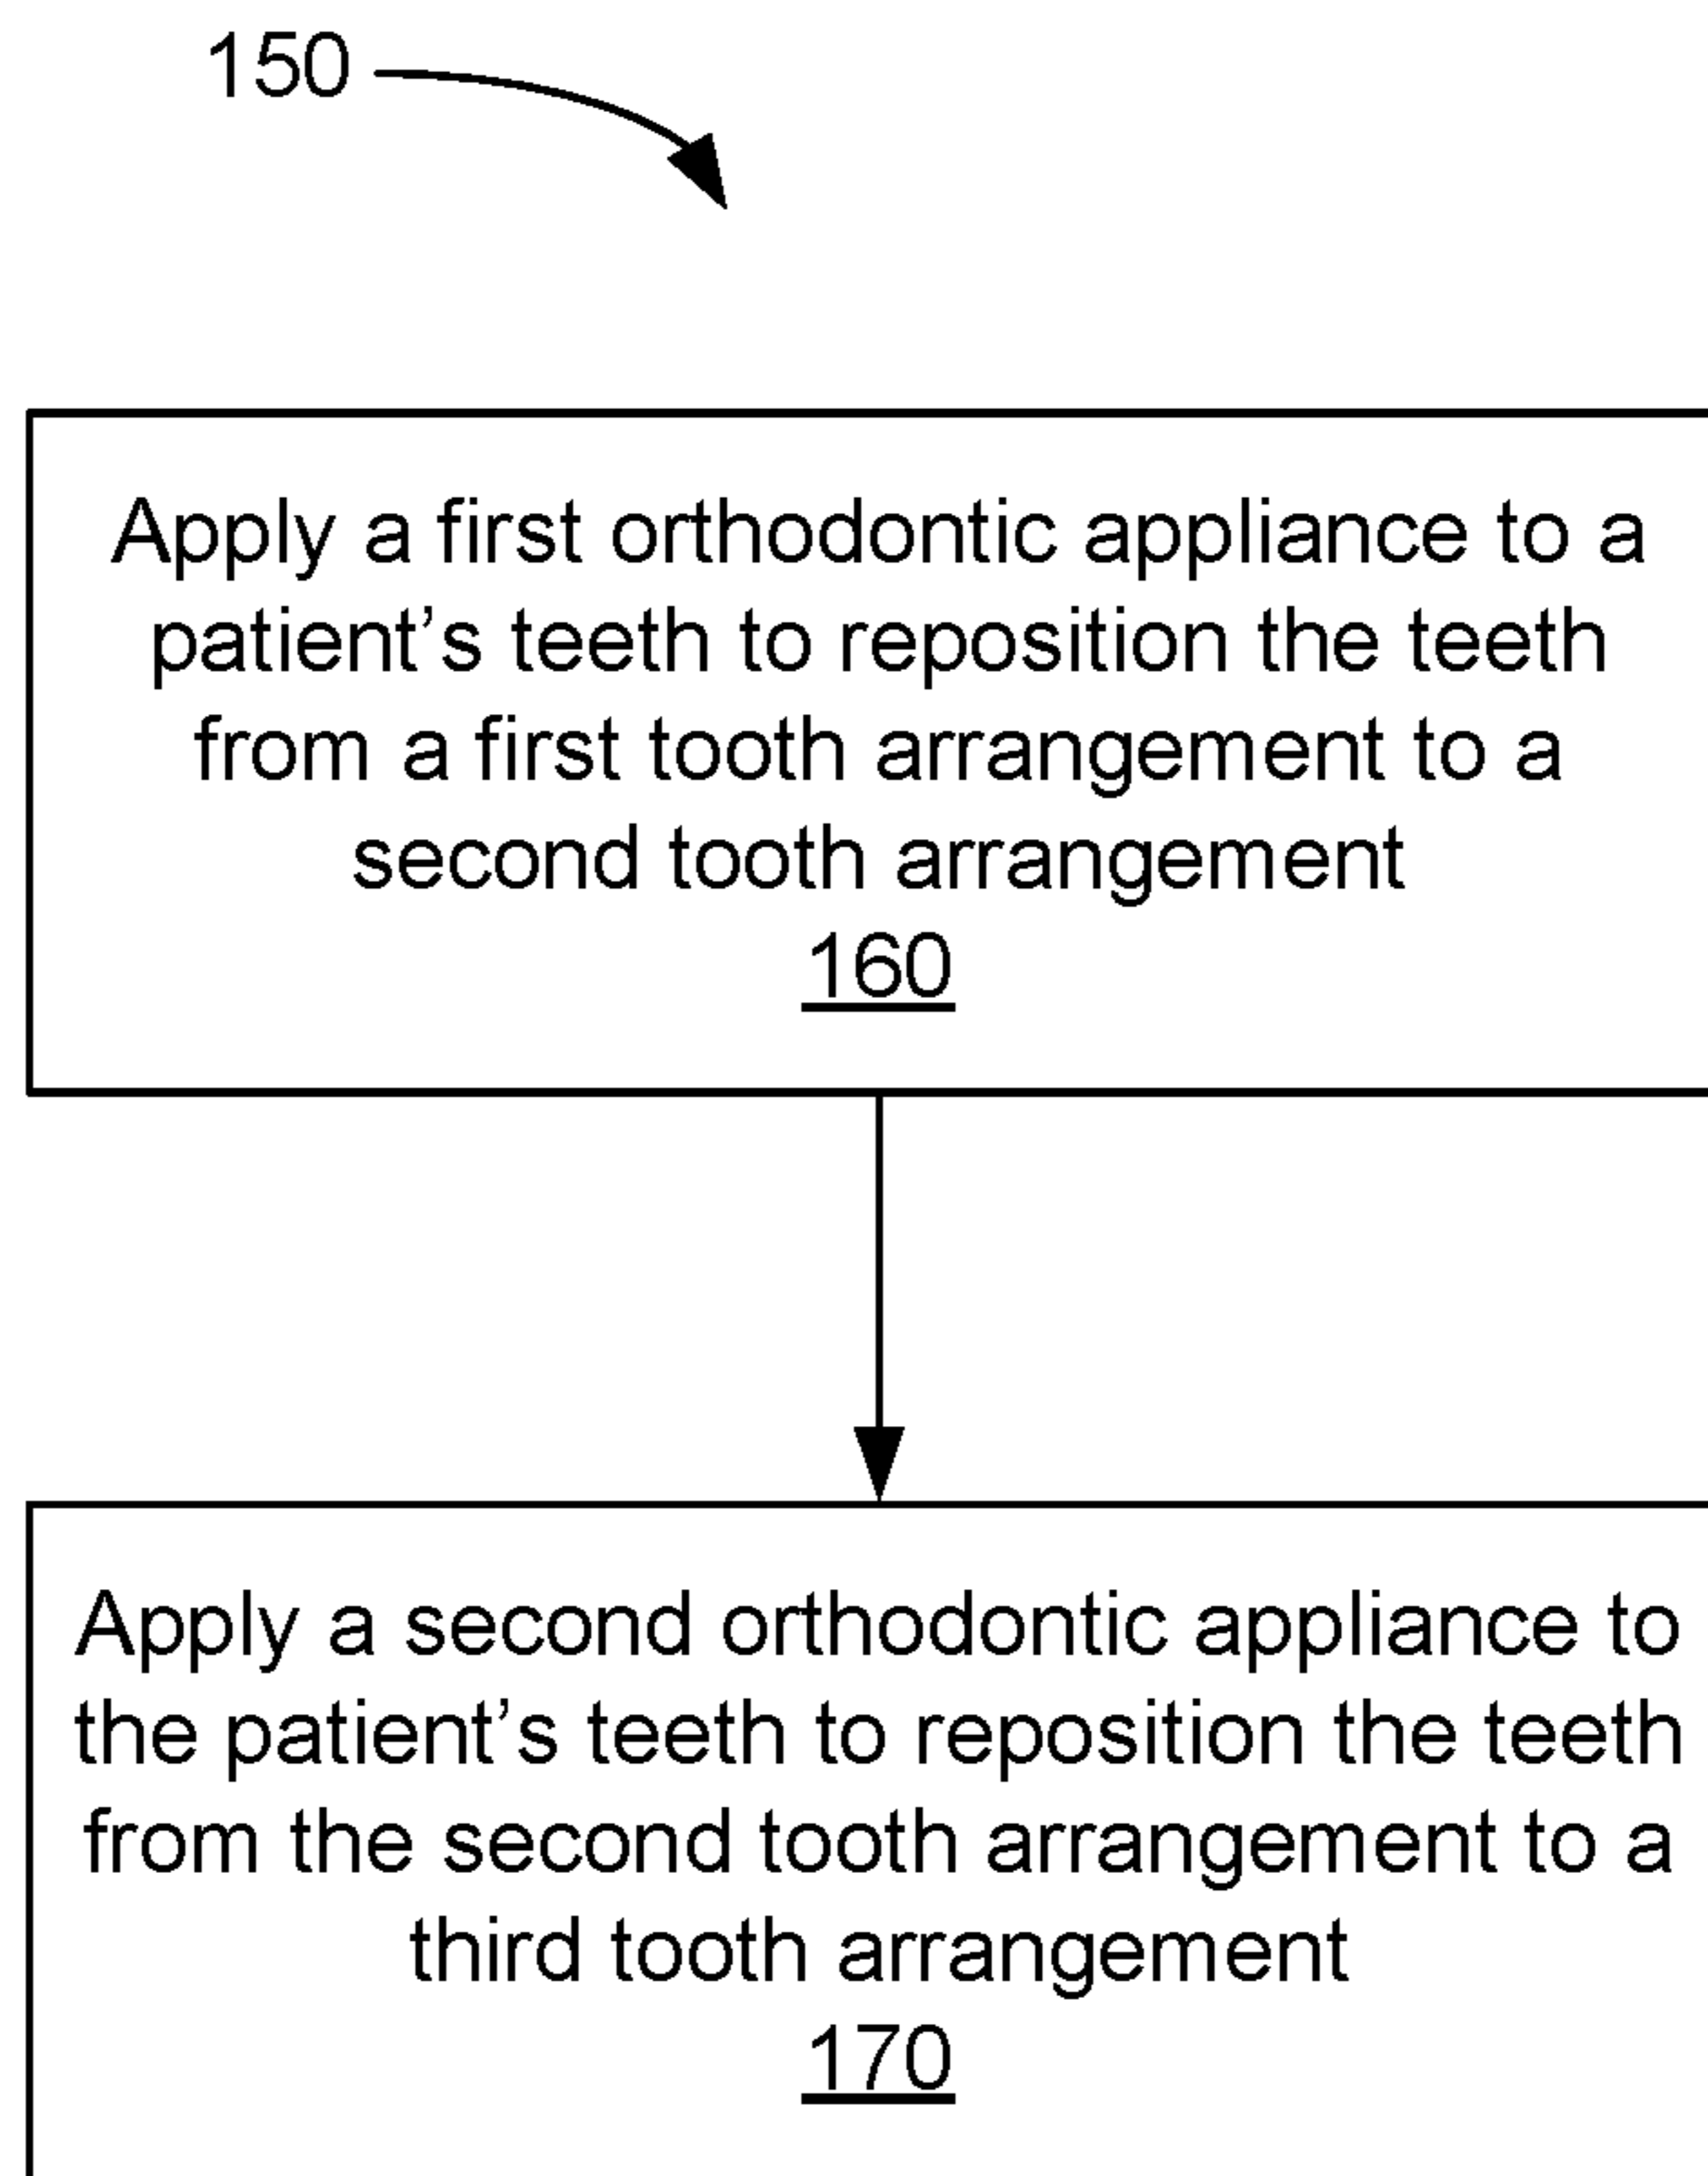 150
Apply a first orthodontic appliance to a
patient’s teeth to reposition the teeth
from a first tooth arrangement to a
second tooth arrangement
160
Apply a second orthodontic appliance to
the patient’s teeth to reposition the teeth
from the second tooth arrangement to a
third tooth arrangement
170